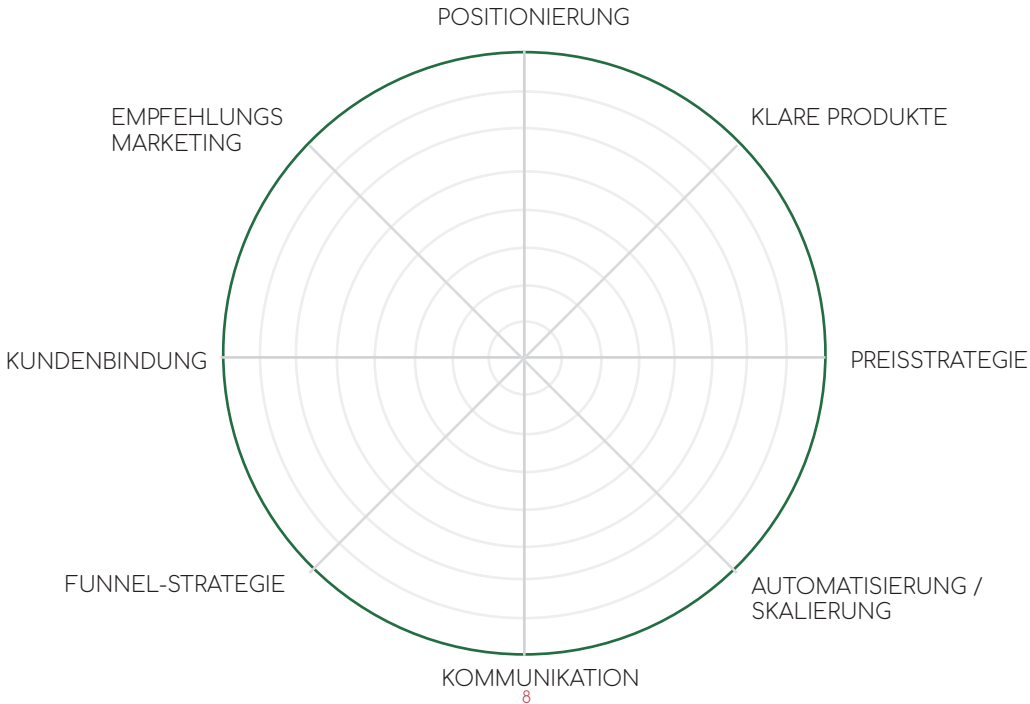 POSITIONIERUNG
EMPFEHLUNGS
MARKETING
KLARE PRODUKTE
KUNDENBINDUNG
PREISSTRATEGIE
FUNNEL-STRATEGIE
AUTOMATISIERUNG /
SKALIERUNG
KOMMUNIKATION
8